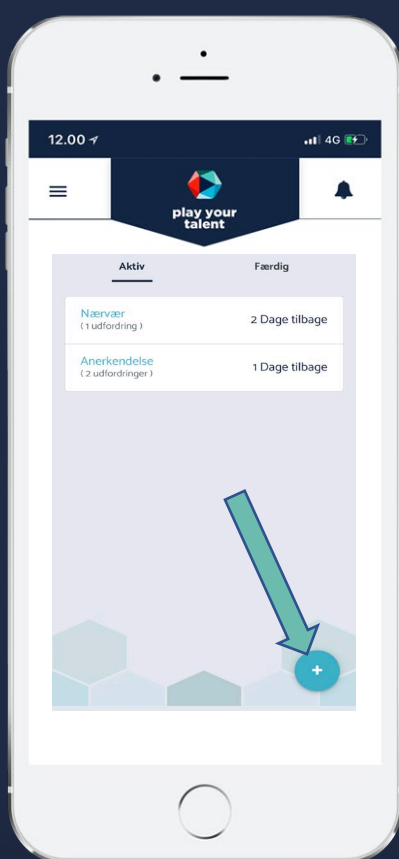 12.00
4G
play your
talent
Aktiv Færdig
Nærvær
( 1 udfordring )
2 Dage tilbage
Anerkendelse
( 2 udfordringer )
1 Dage tilbage
+